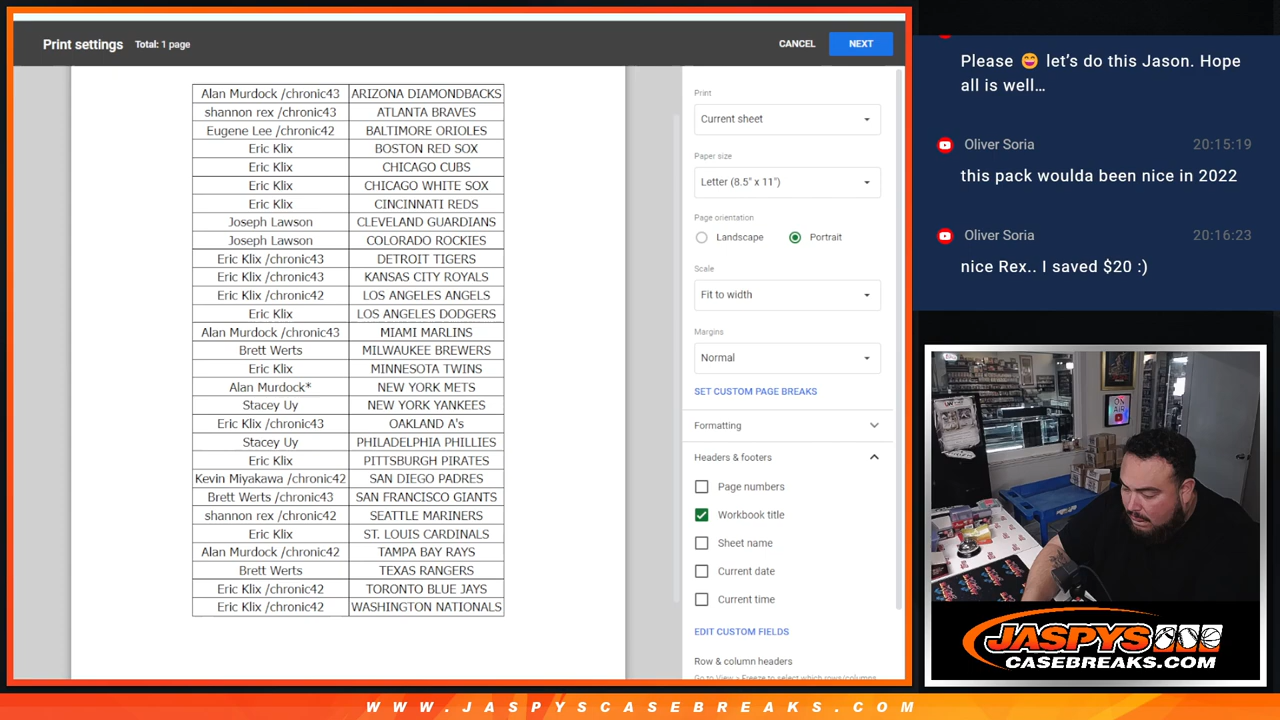 Print settings Total: 1 page
CANCEL NEXT
Alan Murdock /chronic43 ARIZONA DIAMONDBACKS
shannon rex /chronic43 ATLANTA BRAVES
Eugene Lee /chronic42 BALTIMORE ORIOLES
Eric Klix BOSTON RED SOX
Eric Klix CHICAGO CUBS
Eric Klix CHICAGO WHITE SOX
Eric Klix CINCINNATI REDS
Joseph Lawson CLEVELAND GUARDIANS
Joseph Lawson COLORADO ROCKIES
Eric Klix /chronic43 DETROIT TIGERS
Eric Klix /chronic43 KANSAS CITY ROYALS
Eric Klix /chronic42 LOS ANGELES ANGELS
Eric Klix LOS ANGELES DODGERS
Alan Murdock /chronic43 MIAMI MARLINS
Brett Werts MILWAUKEE BREWERS
Eric Klix MINNESOTA TWINS
Alan Murdock* NEW YORK METS
Stacey Uy NEW YORK YANKEES
Eric Klix /chronic43 OAKLAND A's
Stacey Uy PHILADELPHIA PHILLIES
Eric Klix PITTSBURGH PIRATES
Kevin Miyakawa /chronic42 SAN DIEGO PADRES
Brett Werts /chronic43 SAN FRANCISCO GIANTS
shannon rex /chronic42 SEATTLE MARINERS
Eric Klix ST. LOUIS CARDINALS
Alan Murdock /chronic42 TAMPA BAY RAYS
Brett Werts TEXAS RANGERS
Eric Klix /chronic42 TORONTO BLUE JAYS
Eric Klix /chronic42 WASHINGTON NATIONALS
Print
Current sheet
Paper size
Letter (8.5" x 11")
Page orientation
Landscape Portrait
Scale
Fit to width
Margins
Normal
SET CUSTOM PAGE BREAKS
Formatting
Headers & footers
Page numbers
Workbook title
Sheet name
Current date
Current time
EDIT CUSTOM FIELDS
Row & column headers
Go to View > Freeze to select which rows/columns
Please 😄 let's do this Jason. Hope
all is well…
Oliver Soria 20:15:19
this pack woulda been nice in 2022
Oliver Soria 20:16:23
nice Rex.. I saved $20 :)
ON AIR
JASPYS
CASEBREAKS.COM
WWW.JASPYSCASEBREAKS.COM